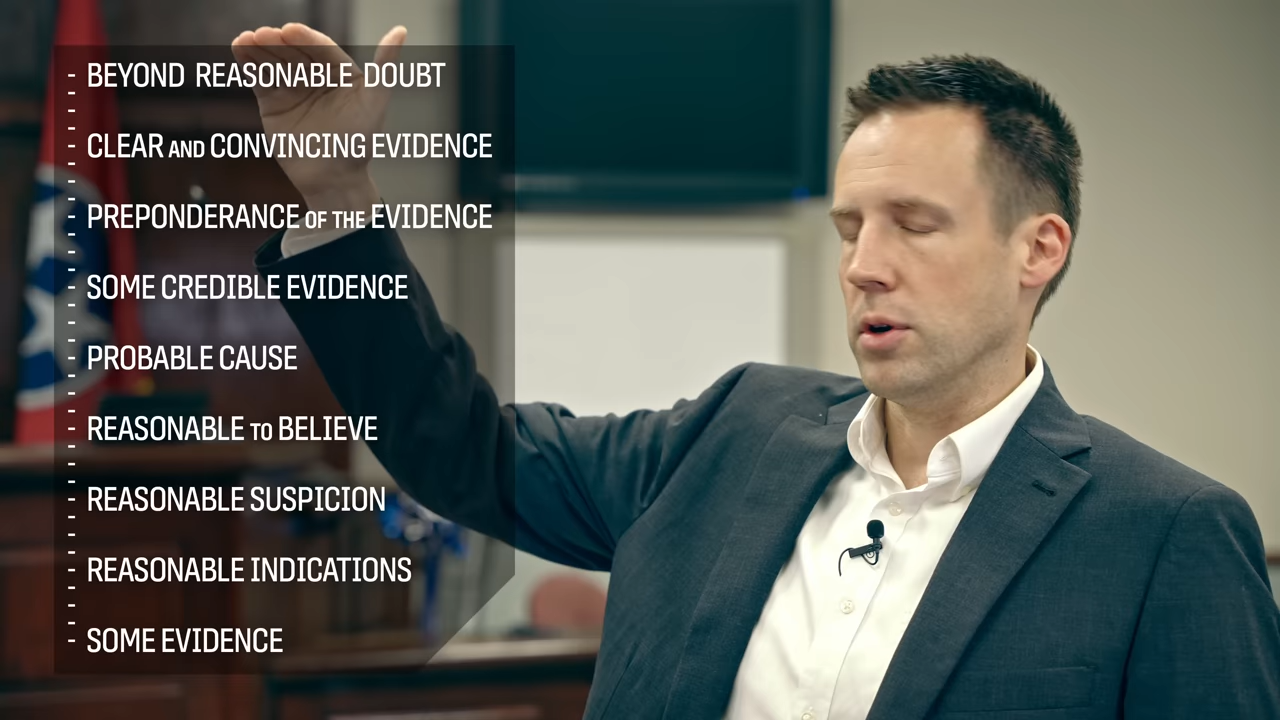 BEYOND REASONABLE DOUBT
CLEAR AND CONVINCING EVIDENCE
PREPONDERANCE OF THE EVIDENCE
SOME CREDIBLE EVIDENCE
PROBABLE CAUSE
REASONABLE TO BELIEVE
REASONABLE SUSPICION
REASONABLE INDICATIONS
SOME EVIDENCE